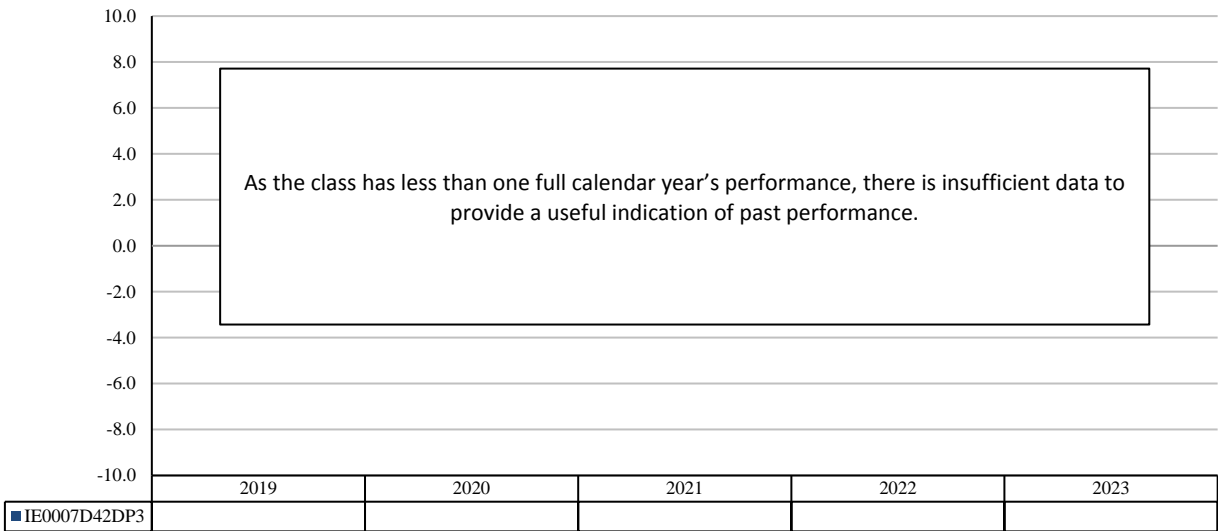 10.0
8.0
6.0
4.0
2.0
0.0
-2.0
-4.0
-6.0
-8.0
-10.0
As the class has less than one full calendar year’s performance, there is insufficient data to
provide a useful indication of past performance.
2019 2020 2021 2022 2023
IE0007D42DP3